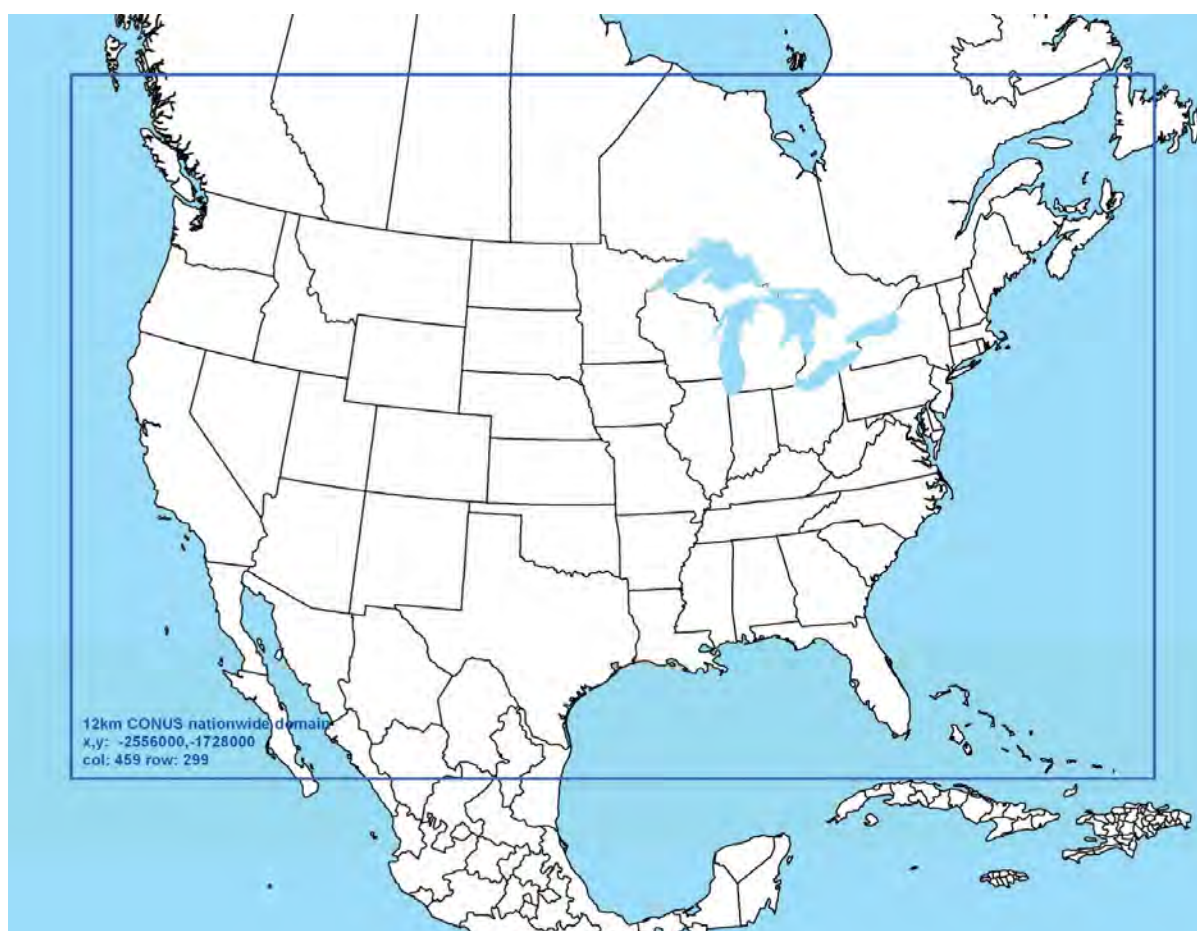 12km CONUS nationwide domain
x,y: -2556000,-1728000
col: 459 row: 299